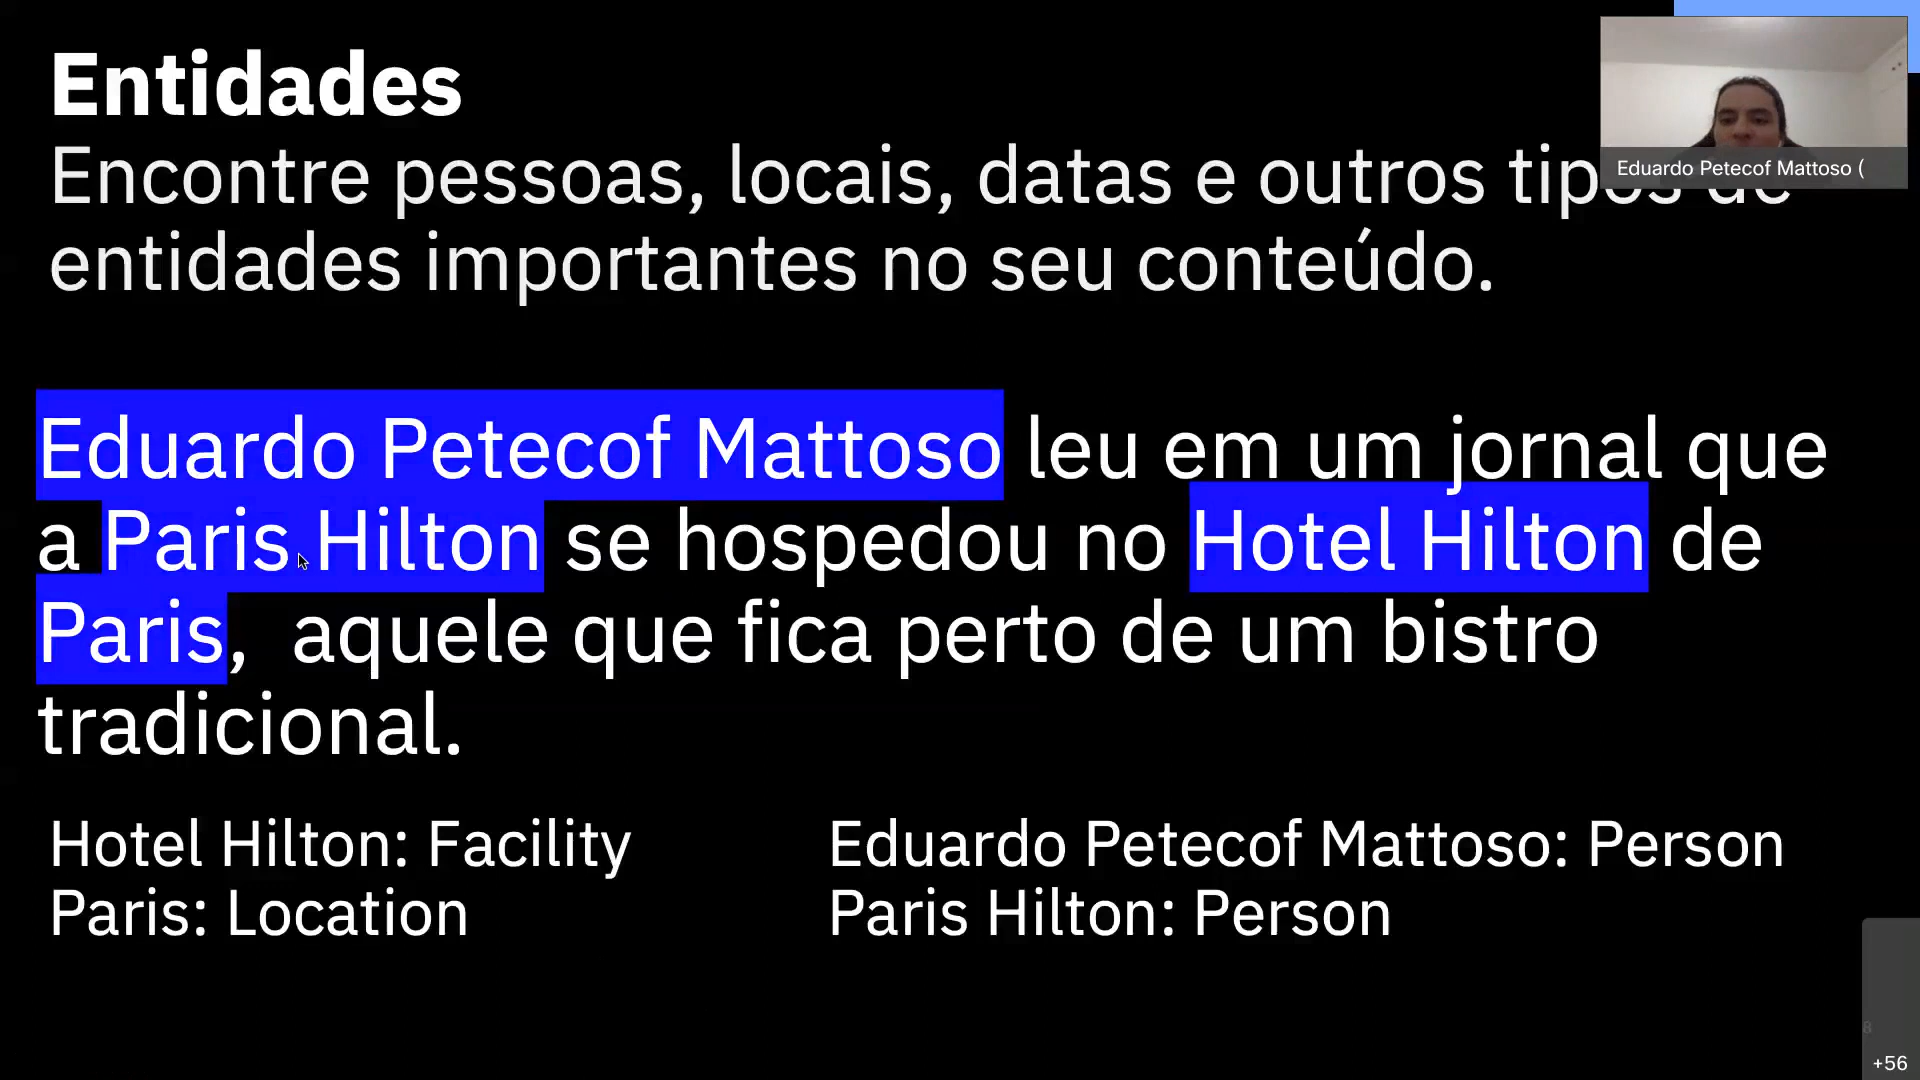 Entidades
Encontre pessoas, locais, datas e outros tipos de
entidades importantes no seu conteúdo.
Eduardo Petecof Mattoso (
Eduardo Petecof Mattoso leu em um jornal que
a Paris Hilton se hospedou no Hotel Hilton de
Paris,  aquele que fica perto de um bistro
tradicional.
Hotel Hilton: Facility
Paris: Location
Eduardo Petecof Mattoso: Person
Paris Hilton: Person
8
+56